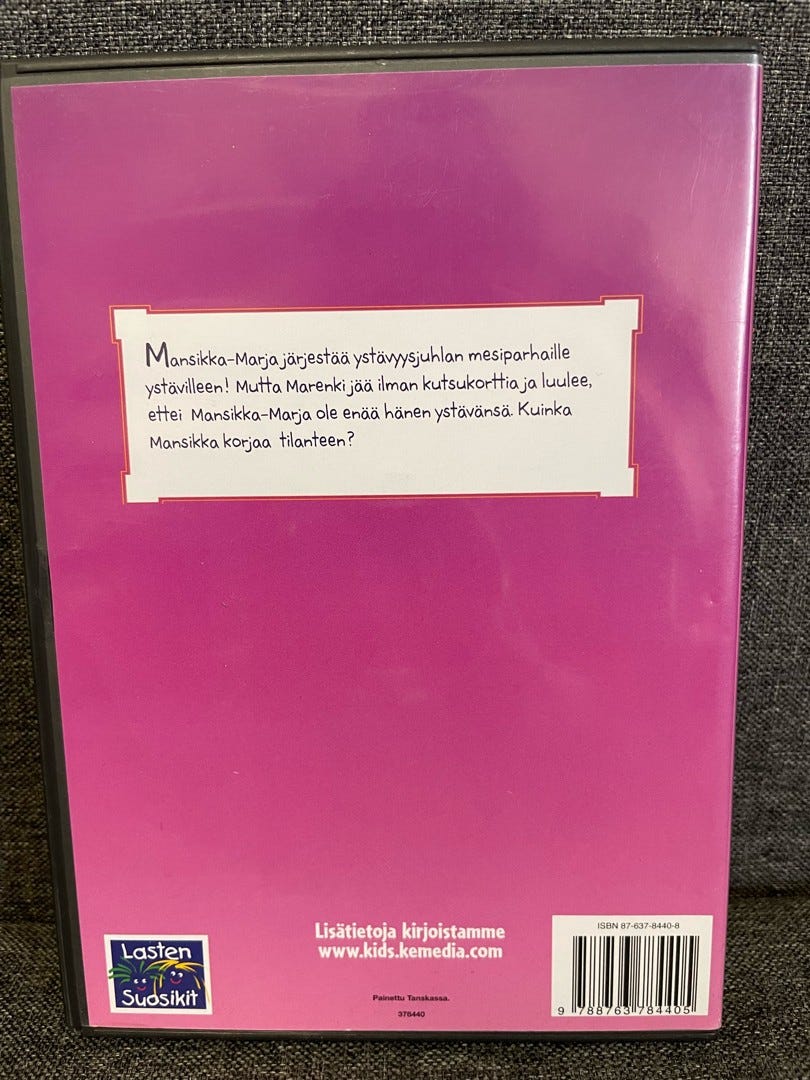 Mansikka-Marja järjestää ystävyysjuhlan mesiparhaille
ystävilleen! Mutta Marenki jää ilman kutsukorttia ja luulee,
ettei Mansikka-Marja ole enää hänen ystävänsä. Kuinka
Mansikka korjaa tilanteen?
Lisätietoja kirjoistamme
www.kids.kemedia.com
Lasten
Suosikit
Painettu Tanskassa.
378440
ISBN 87-637-8440-8
9 788763 784405